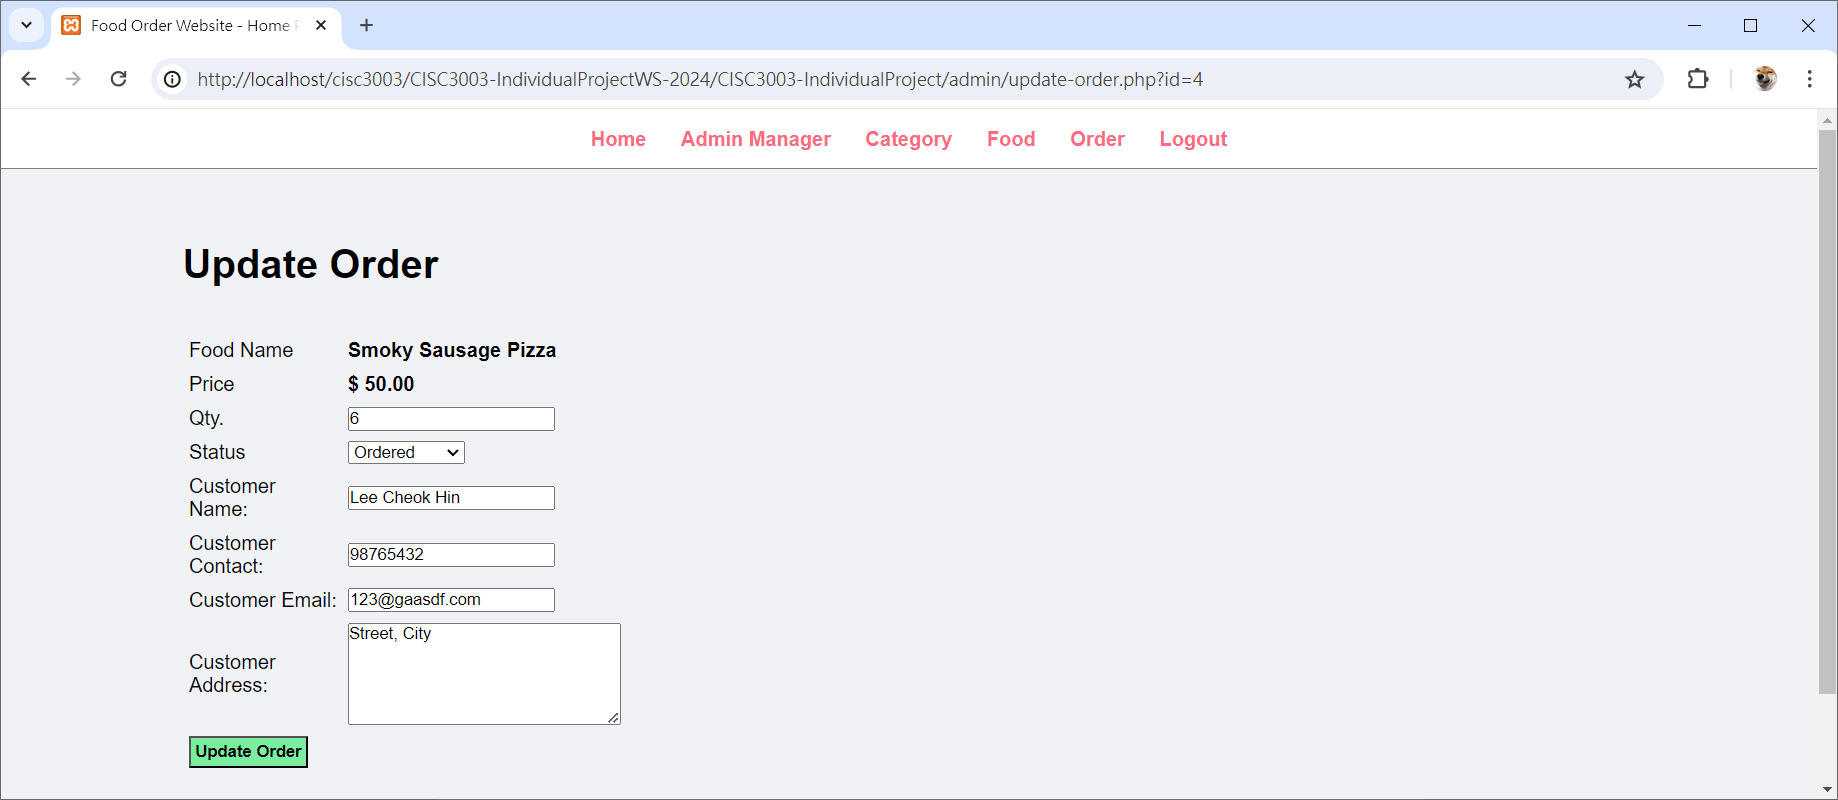 Food Order Website - Home
http://localhost/cisc3003/CISC3003-IndividualProjectWS-2024/CISC3003-IndividualProject/admin/update-order.php?id=4
Home Admin Manager Category Food Order Logout
Update Order
Food Name Smoky Sausage Pizza
Price $ 50.00
Qty. 6
Status Ordered
Customer
Name: Lee Cheok Hin
Customer
Contact: 98765432
Customer Email: 123@gaasdf.com
Street, City
Customer
Address:
Update Order